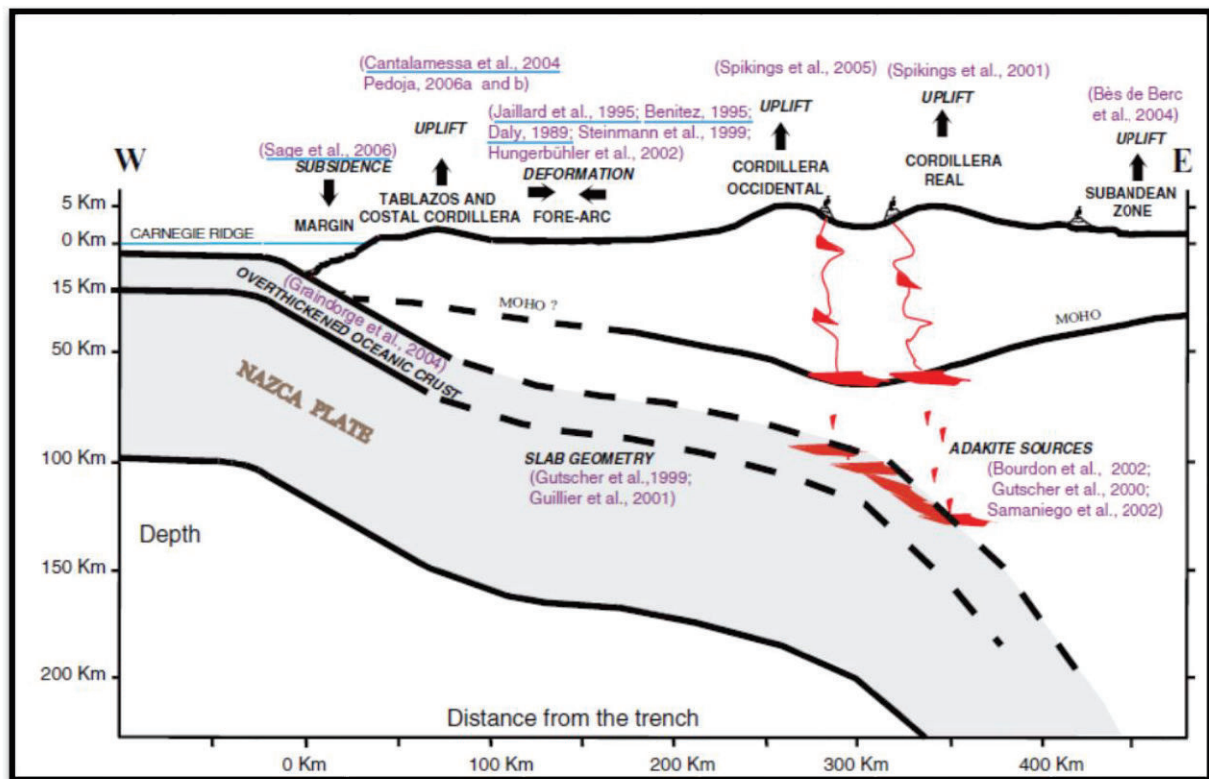 (Cantalamessa et al., 2004
Pedoja, 2006a and b)
(Spikings et al., 2005)
(Spikings et al., 2001)
(Bès de Berc
et al., 2004)
UPLIFT
UPLIFT
UPLIFT
UPLIFT
(Jaillard et al., 1995; Benitez, 1995;
Daly, 1989; Steinmann et al., 1999;
Hungerbühler et al., 2002)
W
E
(Sage et al., 2006)
SUBSIDENCE
DEFORMATION
MARGIN
TABLAZOS AND
COSTAL CORDILLERA
FORE-ARC
CORDILLERA
OCCIDENTAL
CORDILLERA
REAL
SUBANDEAN
ZONE
5 Km
0 Km
15 Km
50 Km
100 Km
150 Km
200 Km
CARNEGIE RIDGE
(Graindorge et al., 2004)
OVERTHICKENED OCEANIC CRUST
MOHO ?
MOHO
NAZCA PLATE
SLAB GEOMETRY
(Gutscher et al.,1999;
Guillier et al., 2001)
ADAKITE SOURCES
(Bourdon et al., 2002;
Gutscher et al., 2000;
Samaniego et al., 2002)
Depth
Distance from the trench
0 Km
100 Km
200 Km
300 Km
400 Km